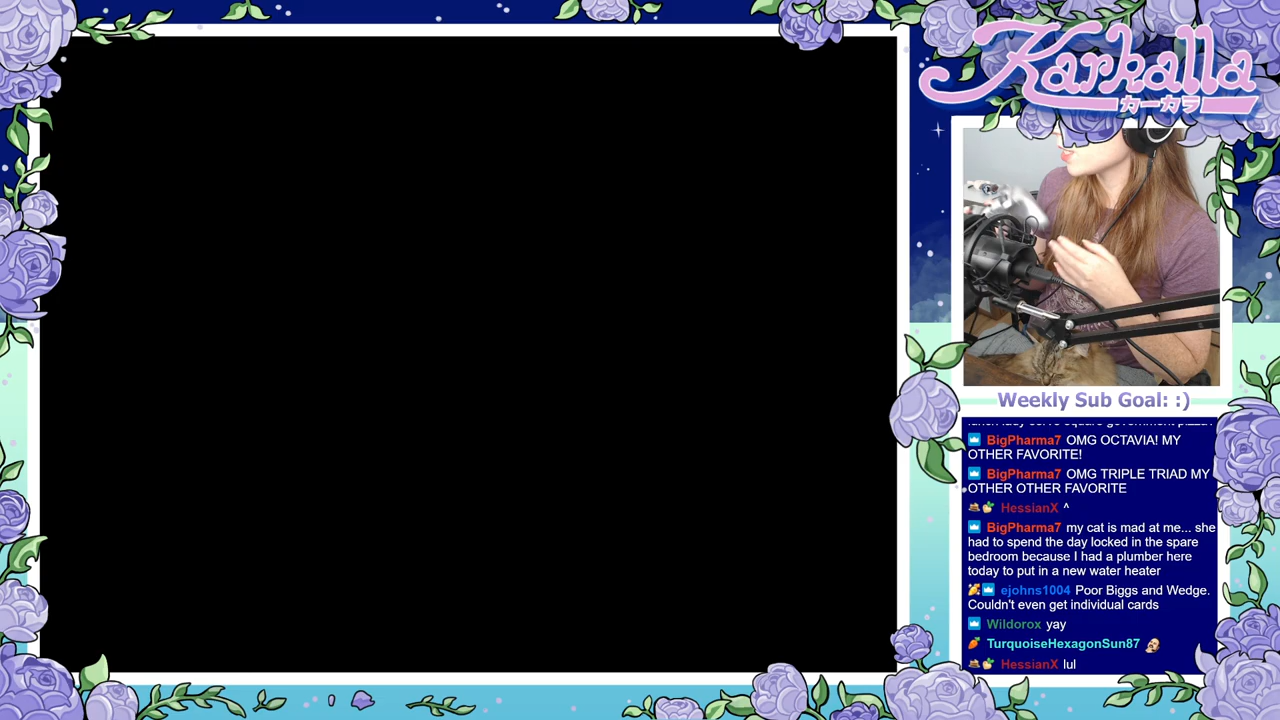 Karkalla
カーカラ
Weekly Sub Goal: :)
BigPharma7 OMG OCTAVIA! MY
OTHER FAVORITE!
BigPharma7 OMG TRIPLE TRIAD MY
OTHER OTHER FAVORITE
HessianX ^
BigPharma7 my cat is mad at me... she
had to spend the day locked in the spare
bedroom because I had a plumber here
today to put in a new water heater
ejohns1004 Poor Biggs and Wedge.
Couldn't even get individual cards
Wildorox yay
TurquoiseHexagonSun87
HessianX lul